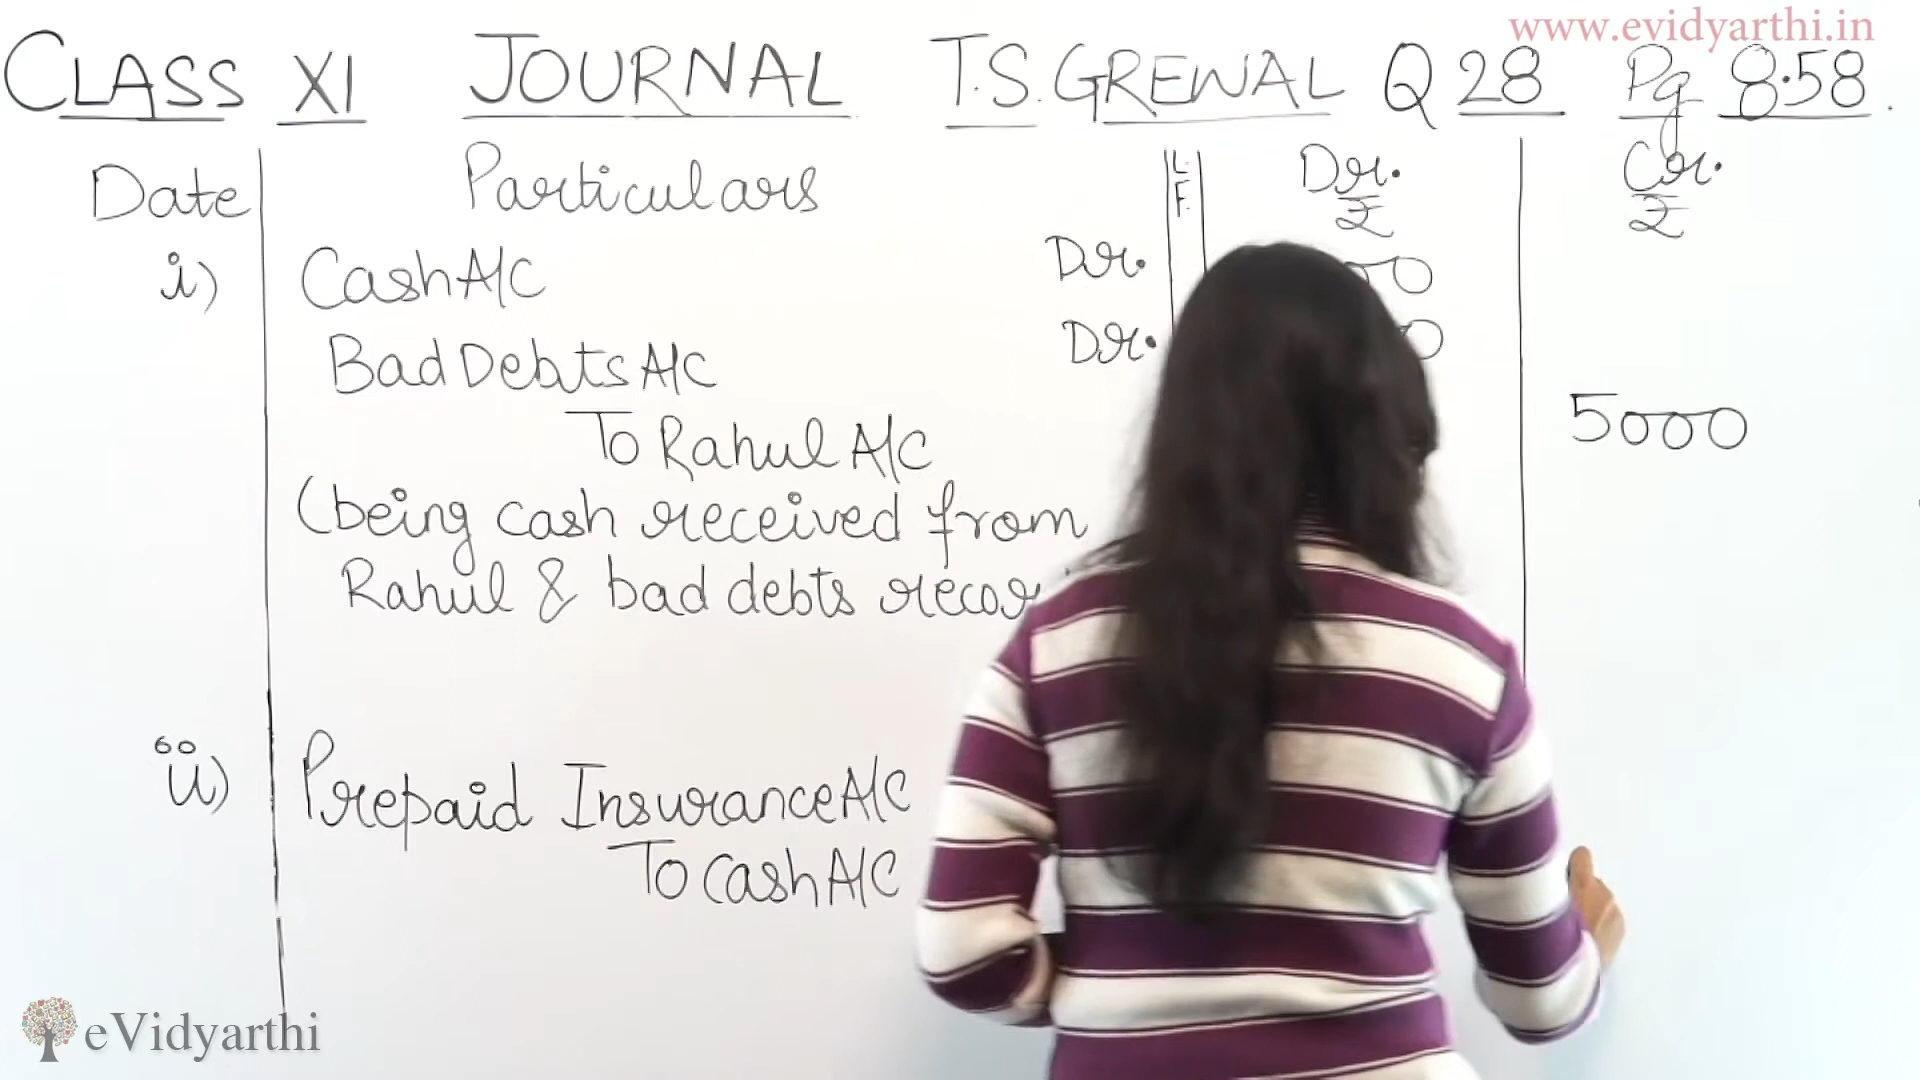 www.evidyarthi.in
CLASS XI JOURNAL T.S. GREWAL Q 28 Pg 8.58.
Date Particulars L.F. Dr. ₹ Cr. ₹
i) Cash A/C Dr.
Bad Debts A/C Dr.
To Rahul A/C 5000
(being cash received from
Rahul & bad debts
ii) Prepaid Insurance A/C
To Cash A/C
eVidyarthi